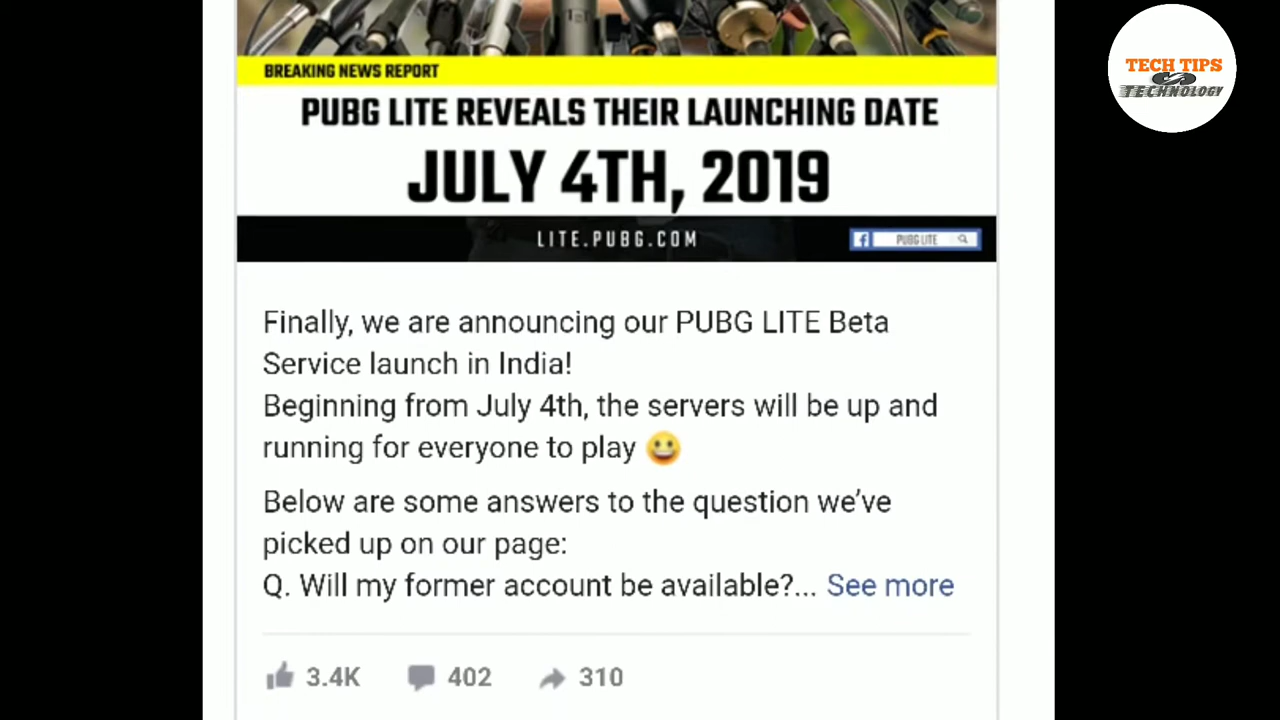 TECH TIPS
TECHNOLOGY
BREAKING NEWS REPORT
PUBG LITE REVEALS THEIR LAUNCHING DATE
JULY 4TH, 2019
LITE.PUBG.COM
f PUBG LITE
Finally, we are announcing our PUBG LITE Beta
Service launch in India!
Beginning from July 4th, the servers will be up and
running for everyone to play 😀
Below are some answers to the question we’ve
picked up on our page:
Q. Will my former account be available?... See more
3.4K 402 310